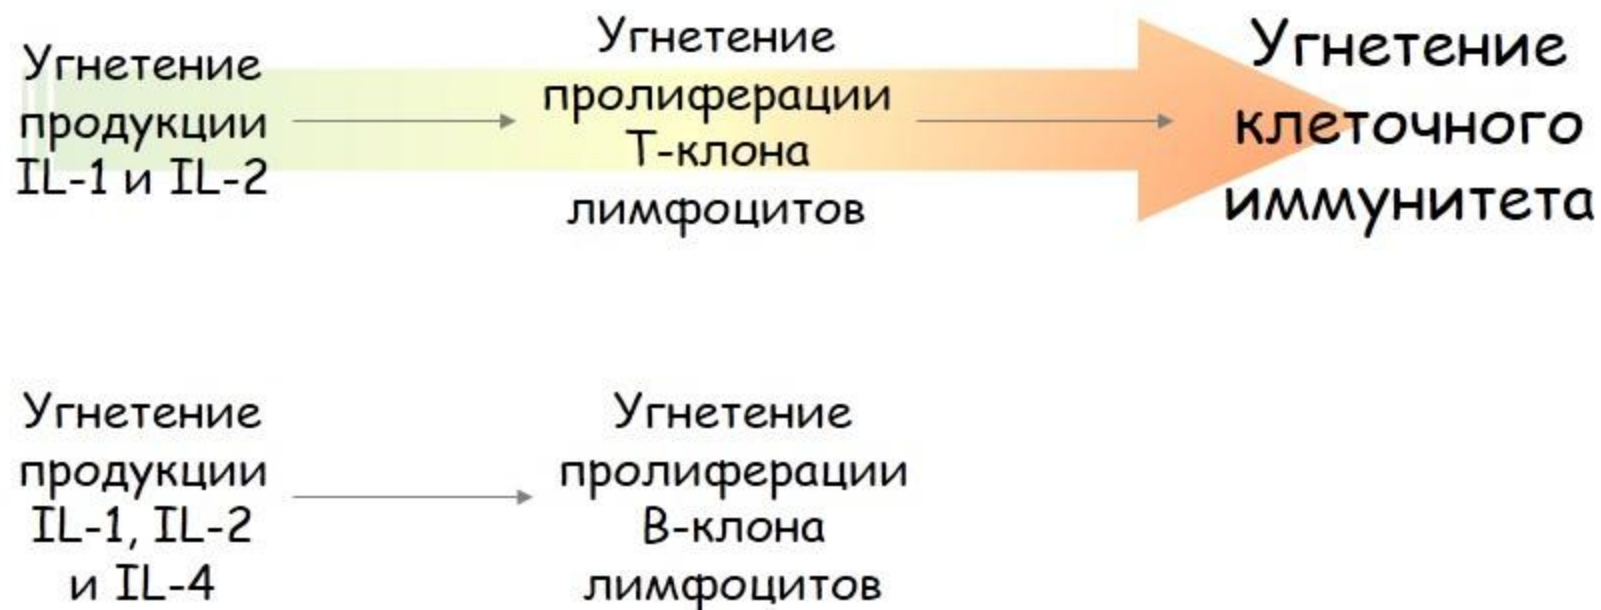 Угнетение
продукции
IL-1 и IL-2
Угнетение
пролиферации
Т-клона
лимфоцитов
Угнетение
клеточного
иммунитета
Угнетение
продукции
IL-1, IL-2
и IL-4
Угнетение
пролиферации
В-клона
лимфоцитов